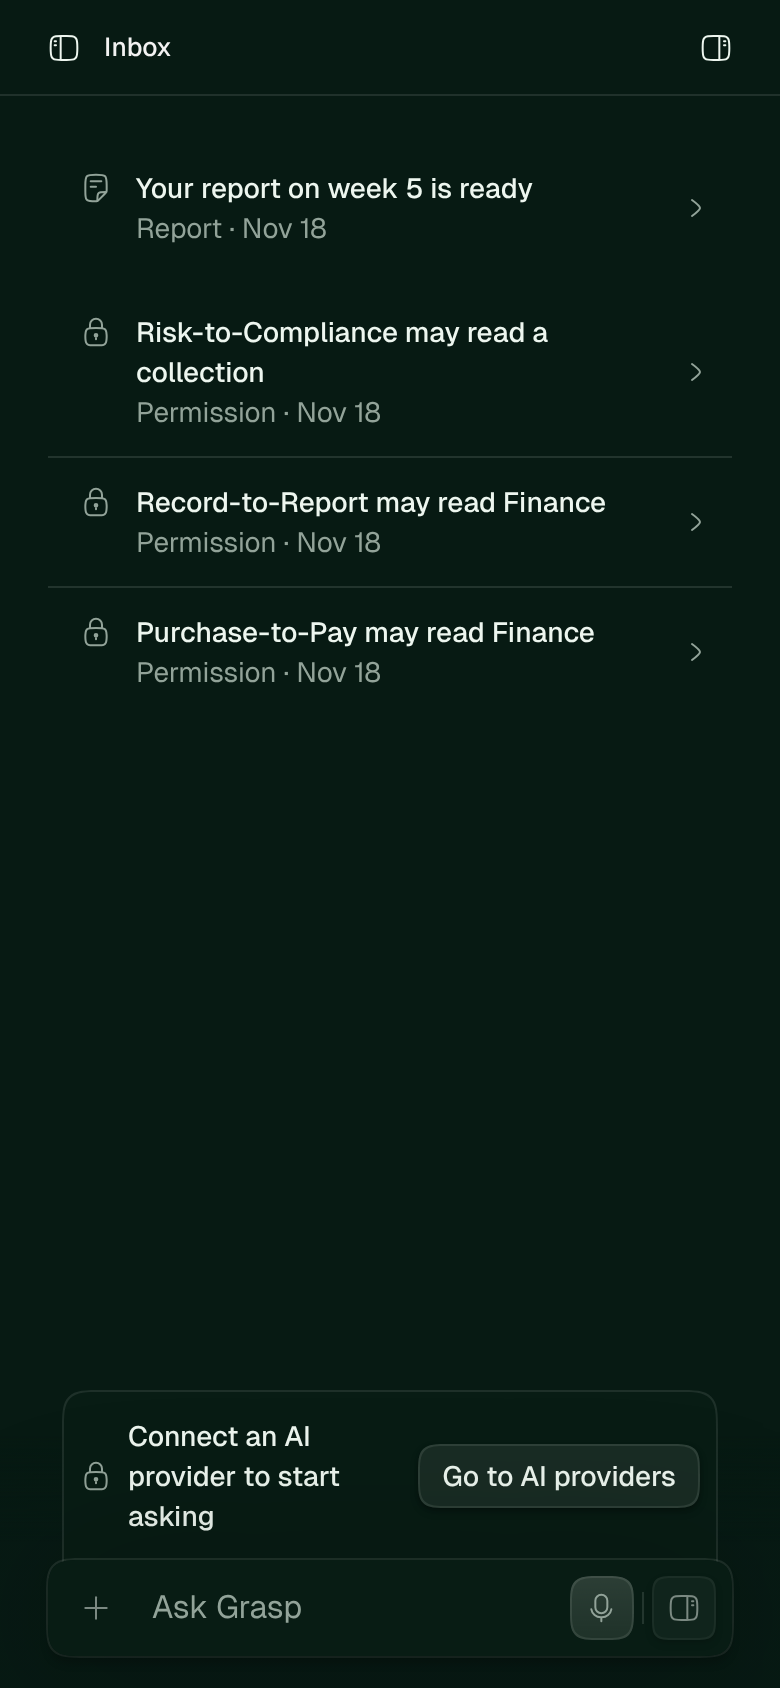 Inbox
Your report on week 5 is ready
Report · Nov 18
Risk-to-Compliance may read a
collection
Permission · Nov 18
Record-to-Report may read Finance
Permission · Nov 18
Purchase-to-Pay may read Finance
Permission · Nov 18
Connect an AI
provider to start
asking
Go to AI providers
Ask Grasp